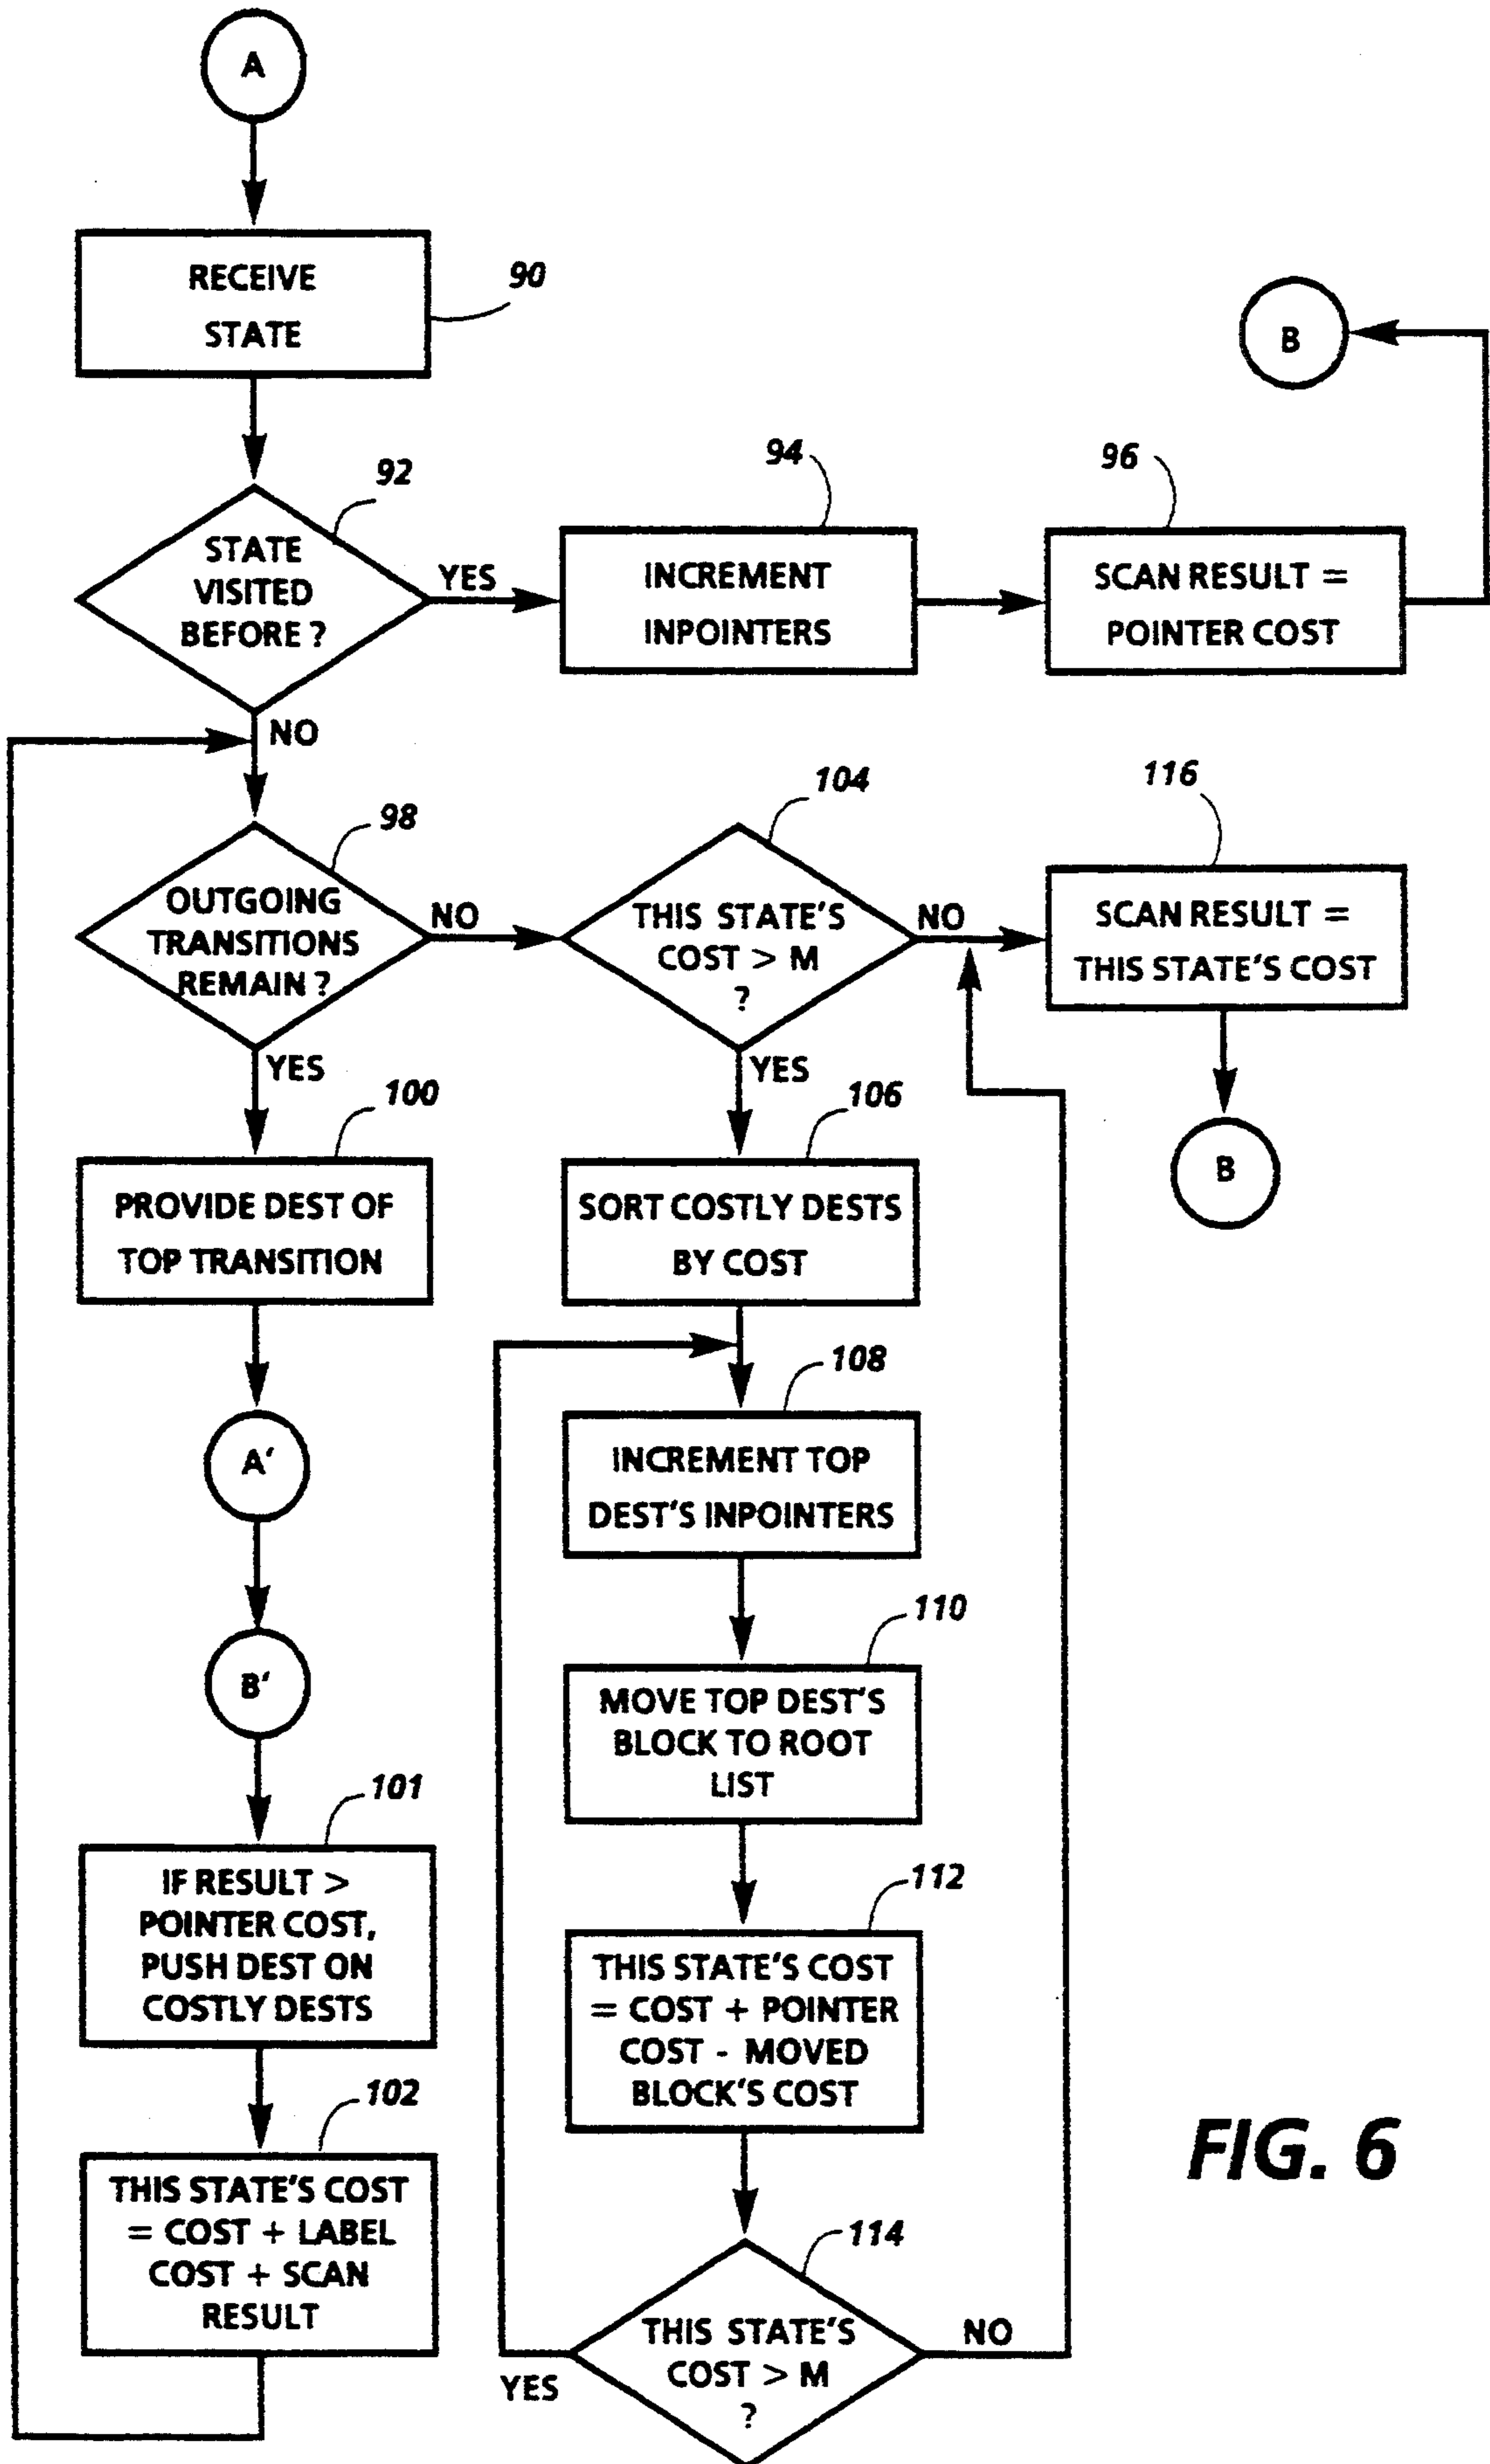 A
RECEIVE
STATE
90
B
92
STATE
VISITED
BEFORE ?
YES
NO
94
INCREMENT
INPOINTERS
96
SCAN RESULT =
POINTER COST
98
OUTGOING
TRANSITIONS
REMAIN ?
NO
YES
104
THIS STATE'S
COST > M
?
NO
YES
116
SCAN RESULT =
THIS STATE'S COST
B
100
PROVIDE DEST OF
TOP TRANSITION
A'
B'
101
IF RESULT >
POINTER COST,
PUSH DEST ON
COSTLY DESTS
102
THIS STATE'S COST
= COST + LABEL
COST + SCAN
RESULT
106
SORT COSTLY DESTS
BY COST
108
INCREMENT TOP
DEST'S INPOINTERS
110
MOVE TOP DEST'S
BLOCK TO ROOT
LIST
112
THIS STATE'S COST
= COST + POINTER
COST - MOVED
BLOCK'S COST
114
THIS STATE'S
COST > M
?
YES
NO
FIG. 6